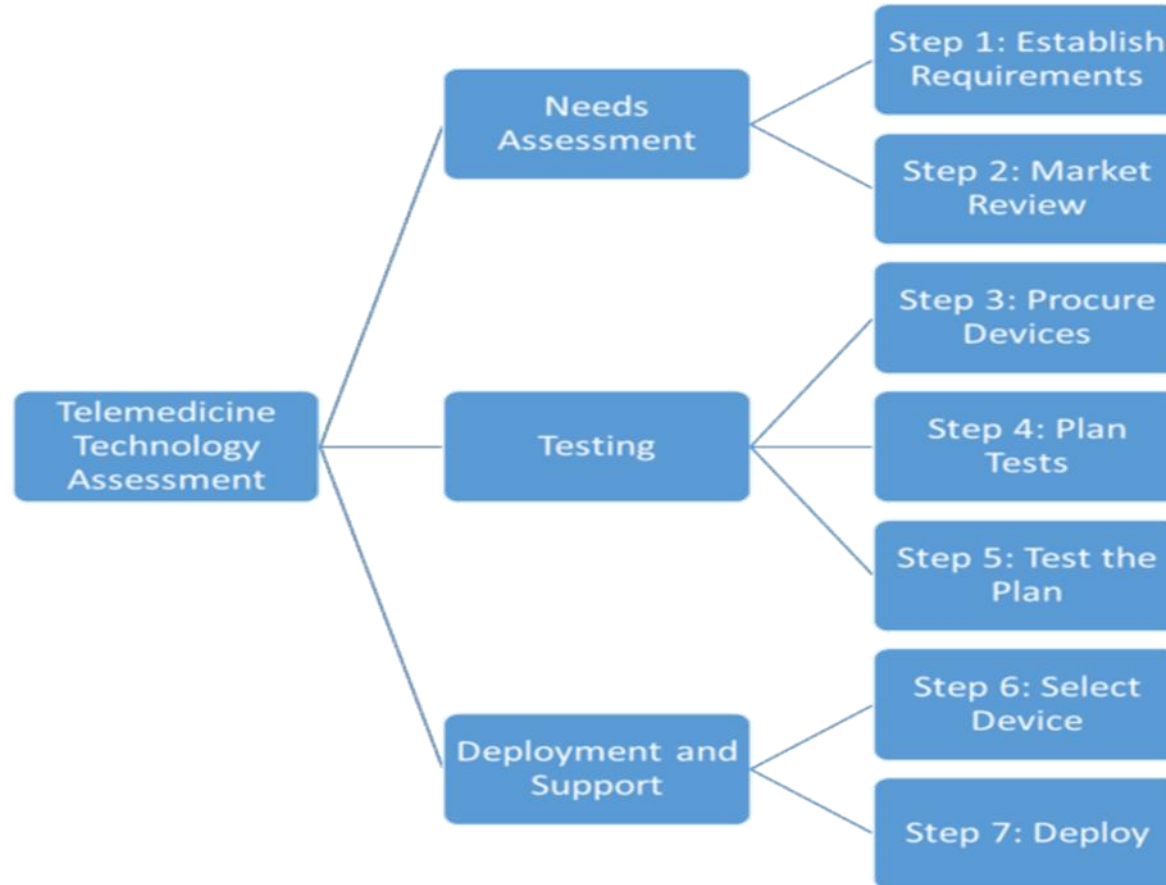 Telemedicine
Technology
Assessment
Needs
Assessment
Step 1: Establish
Requirements
Step 2: Market
Review
Testing
Step 3: Procure
Devices
Step 4: Plan
Tests
Step 5: Test the
Plan
Deployment and
Support
Step 6: Select
Device
Step 7: Deploy